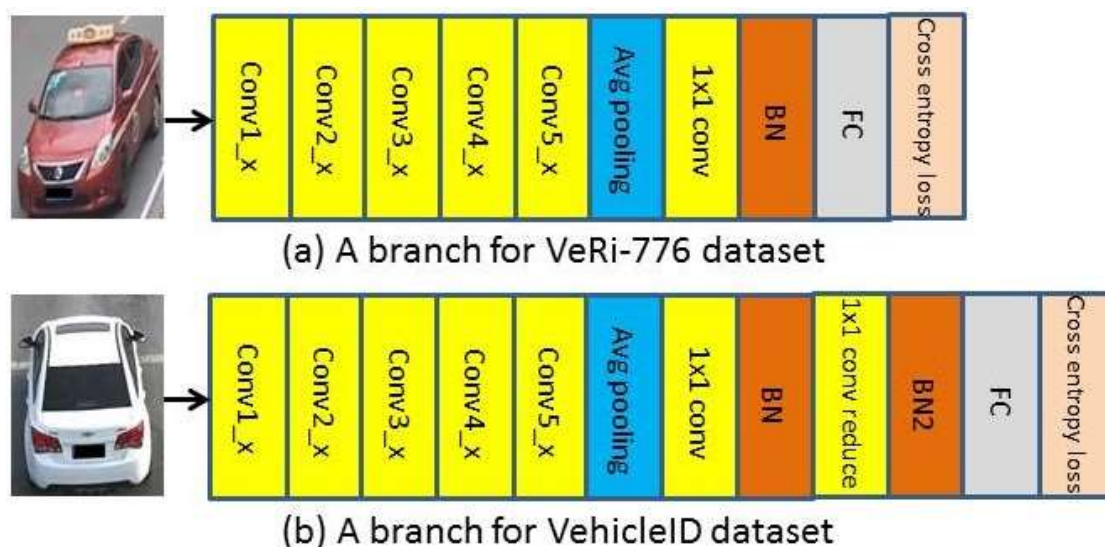 Conv1_x
Conv2_x
Conv3_x
Conv4_x
Conv5_x
Avg pooling
1x1 conv
BN
FC
Cross entropy loss
(a) A branch for VeRi-776 dataset
Conv1_x
Conv2_x
Conv3_x
Conv4_x
Conv5_x
Avg pooling
1x1 conv
BN
1x1 conv reduce
BN2
FC
Cross entropy loss
(b) A branch for VehicleID dataset